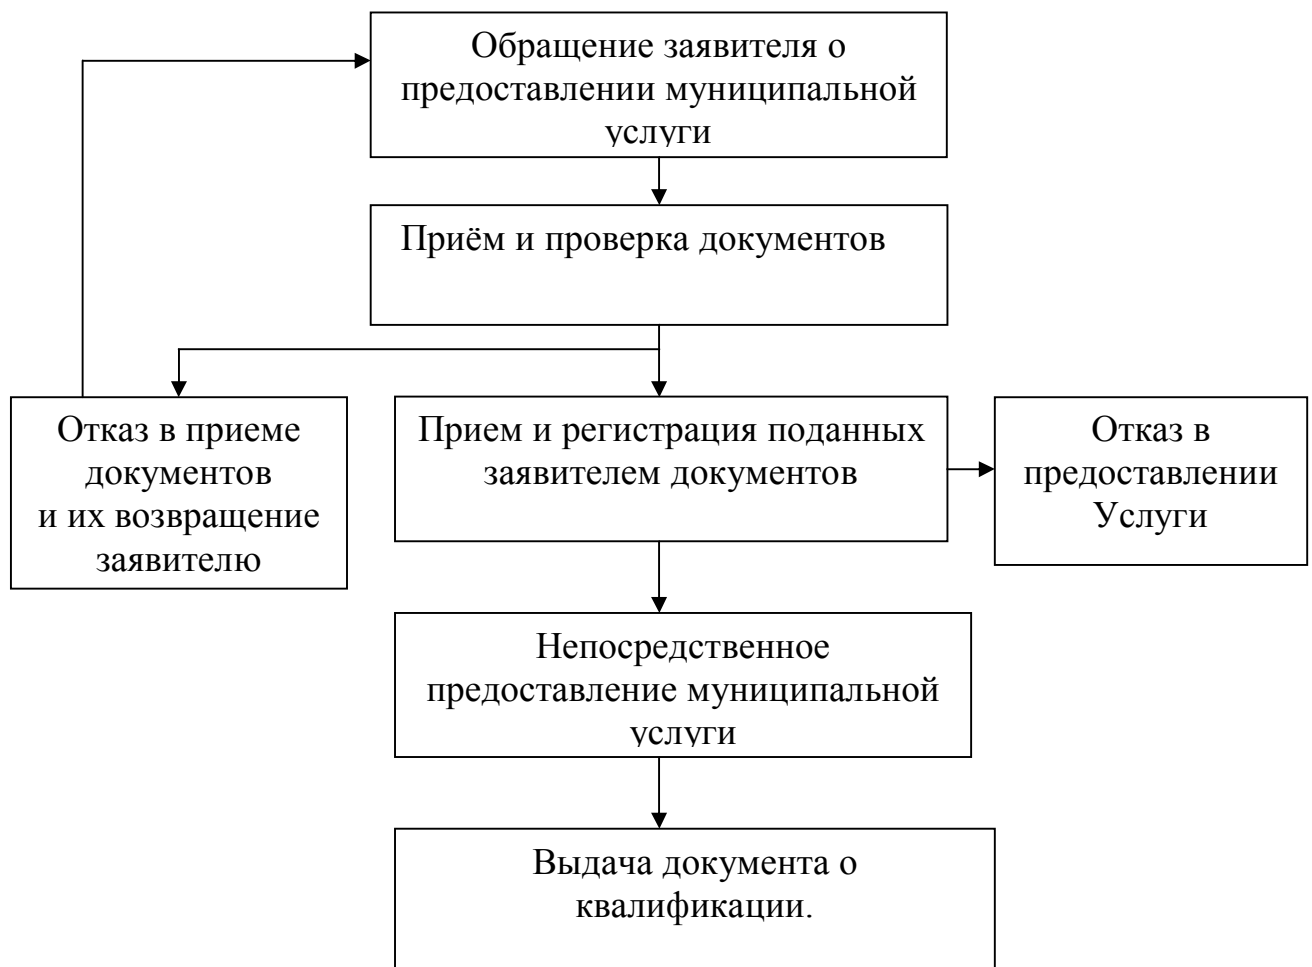 Обращение заявителя о
предоставлении муниципальной
услуги
Приём и проверка документов
Отказ в приеме
документов
и их возвращение
заявителю
Прием и регистрация поданных
заявителем документов
Отказ в
предоставлении
Услуги
Непосредственное
предоставление муниципальной
услуги
Выдача документа о
квалификации.